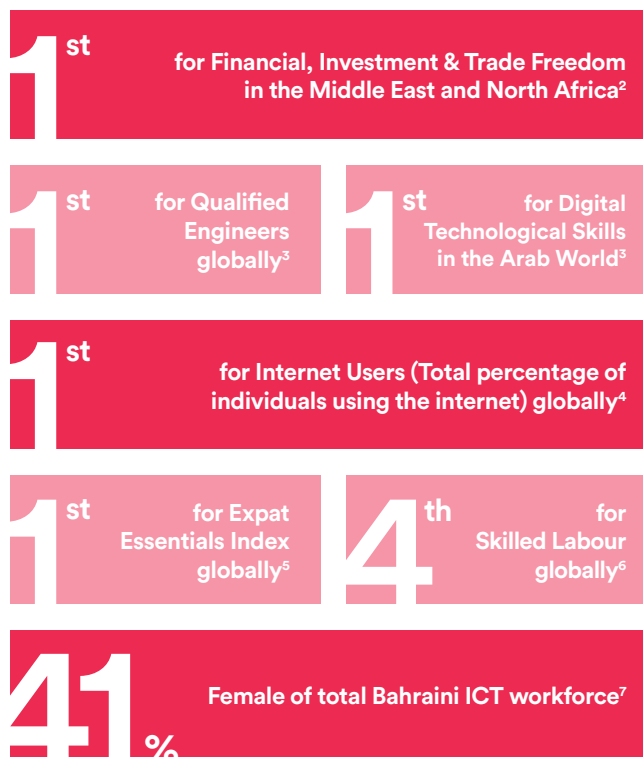 1st
for Financial, Investment & Trade Freedom
in the Middle East and North Africa²
1st
for Qualified
Engineers
globally³
1st
for Digital
Technological Skills
in the Arab World³
1st
for Internet Users (Total percentage of
individuals using the internet) globally⁴
1st
for Expat
Essentials Index
globally⁵
4th
for
Skilled Labour
globally⁶
41%
Female of total Bahraini ICT workforce⁷